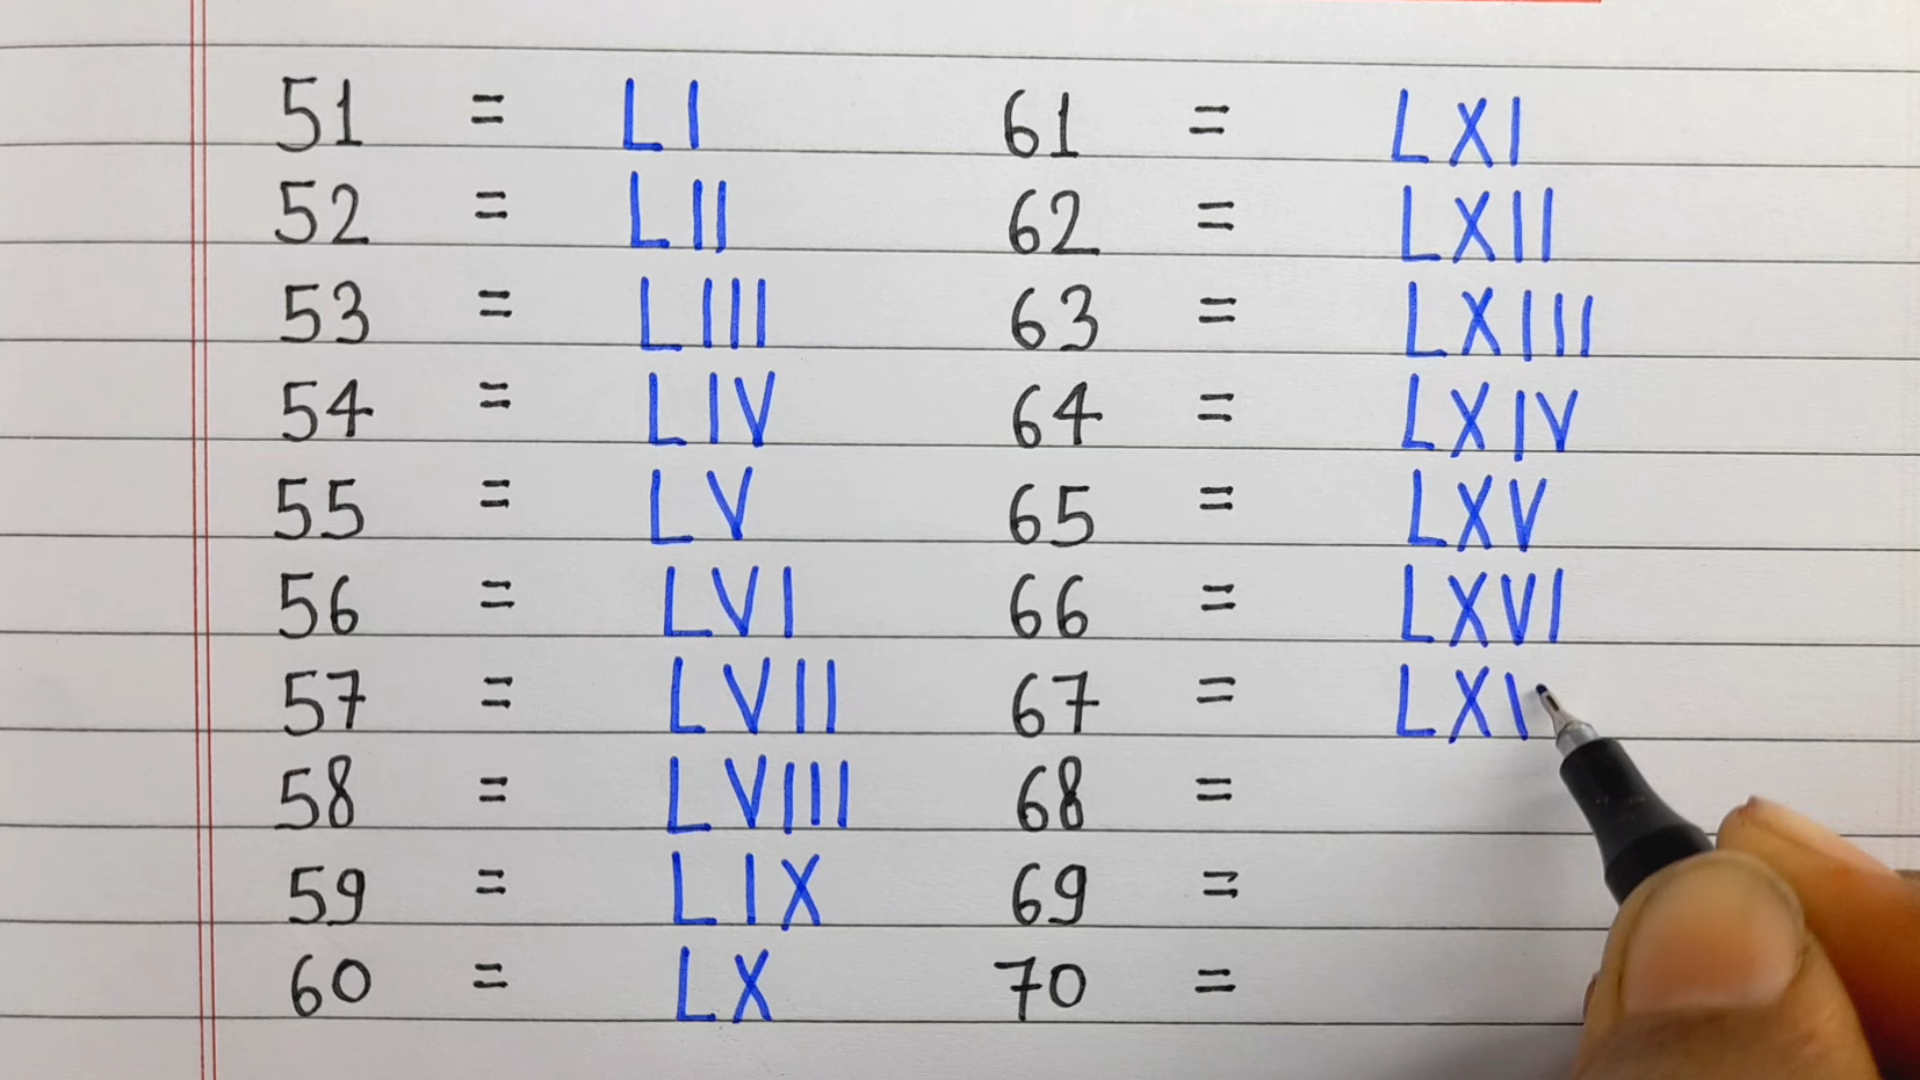 51 = LI 61 = LXI
52 = LII 62 = LXII
53 = LIII 63 = LXIII
54 = LIV 64 = LXIV
55 = LV 65 = LXV
56 = LVI 66 = LXVI
57 = LVII 67 = LX
58 = LVIII 68 =
59 = LIX 69 =
60 = LX 70 =